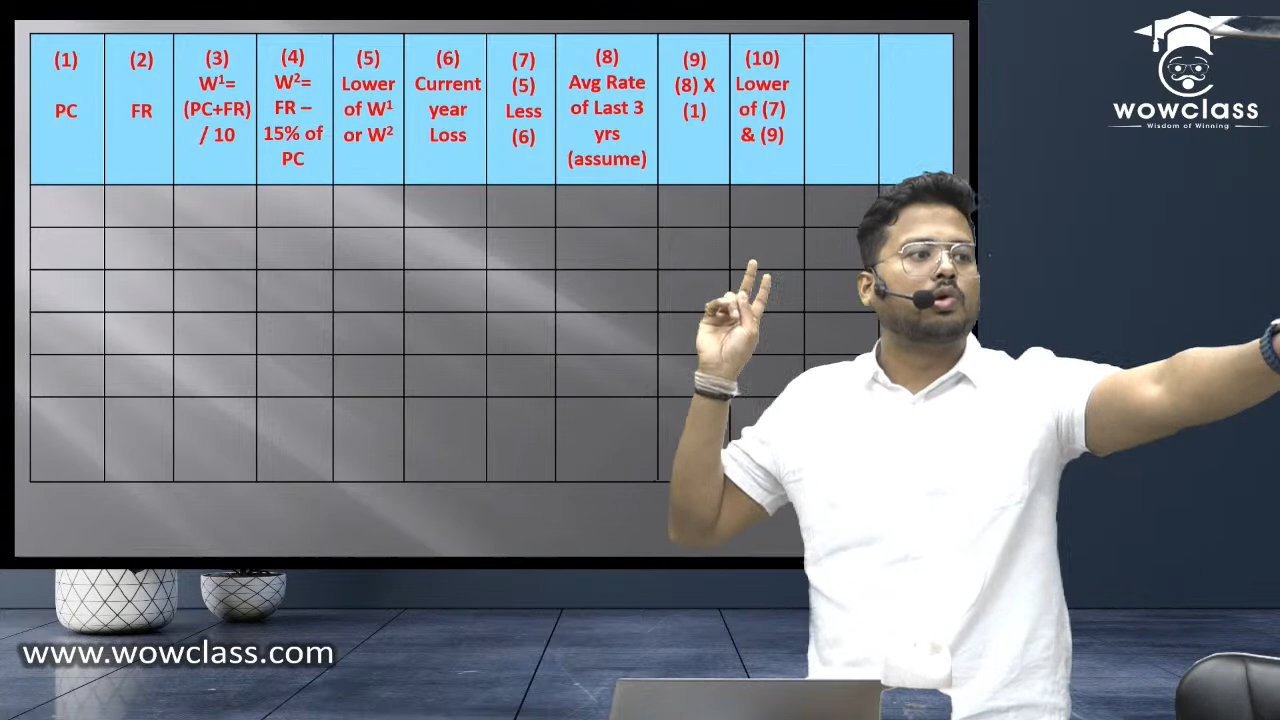 (1)
PC
(2)
FR
(3)
W¹=
(PC+FR)
/ 10
(4)
W²=
FR –
15% of
PC
(5)
Lower
of W¹
or W²
(6)
Current
year
Loss
(7)
(5)
Less
(6)
(8)
Avg Rate
of Last 3
yrs
(assume)
(9)
(8) X
(1)
(10)
Lower
of (7)
& (9)
wowclass
Wisdom of Winning
www.wowclass.com